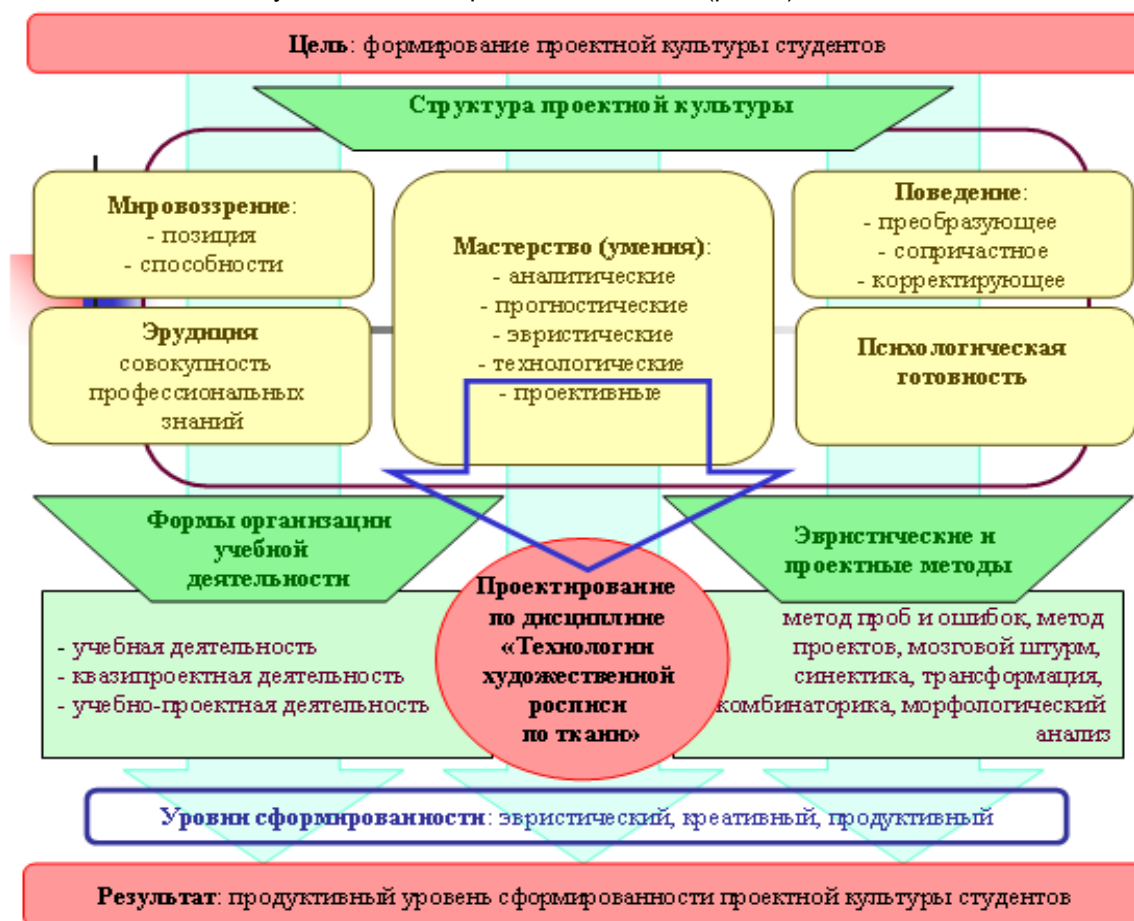 Цель: формирование проектной культуры студентов
Структура проектной культуры
Мировоззрение:
- позиция
- способности
Эрудиция
совокупность
профессиональных
знаний
Мастерство (умения):
- аналитические
- прогностические
- эвристические
- технологические
- проективные
Поведение:
- преобразующее
- сопричастное
- корректирующее
Психологическая
готовность
Формы организации
учебной
деятельности
- учебная деятельность
- квазипроектная деятельность
- учебно-проектная деятельность
Проектирование
по дисциплине
«Технологии
художественной
росписи
по ткани»
Эвристические и
проектные методы
метод проб и ошибок, метод
проектов, мозговой штурм,
синектика, трансформация,
комбинаторика, морфологический
анализ
Уровни сформированности: эвристический, креативный, продуктивный
Результат: продуктивный уровень сформированности проектной культуры студентов